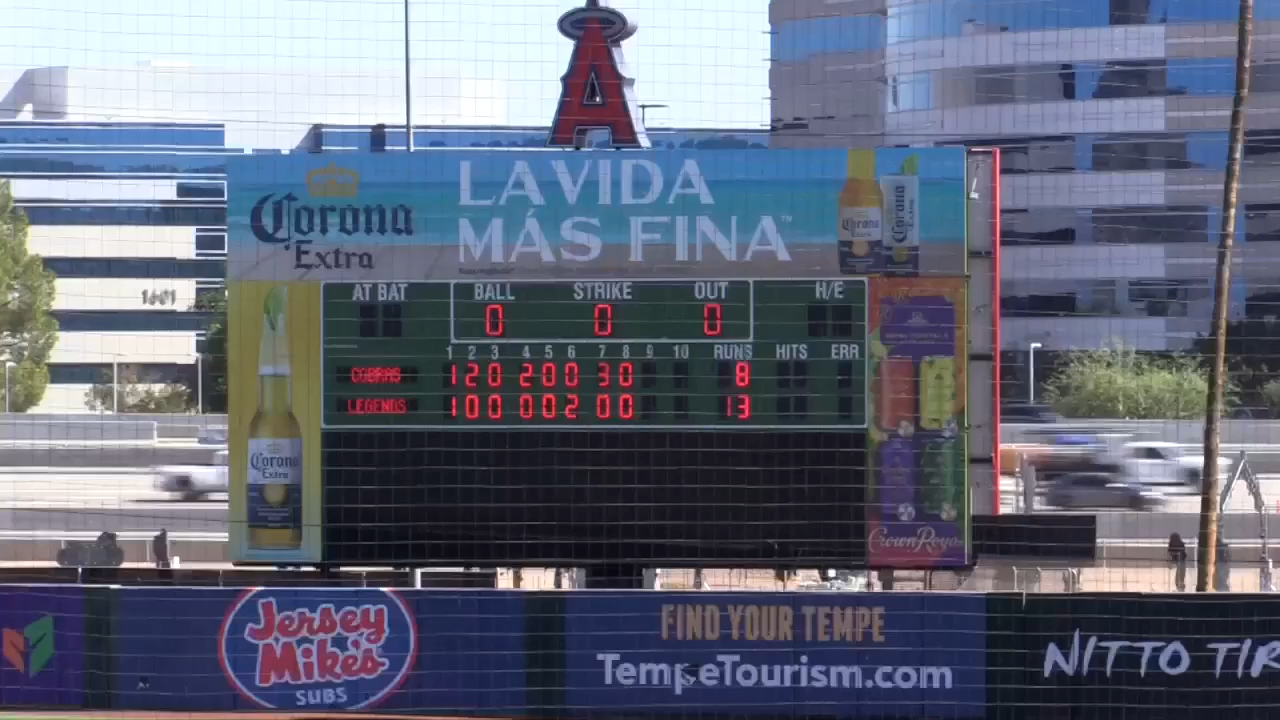 A
LA VIDA
MÁS FINA™
Corona
Extra
Corona
Extra
Corona
1601
AT BAT BALL STRIKE OUT H/E
0 0 0
1 2 3 4 5 6 7 8 9 10 RUNS HITS ERR
COBRAS 1 2 0 2 0 0 3 0 8
LEGENDS 1 0 0 0 0 2 0 0 13
Corona
Extra
Crown Royal
Jersey
Mike's
SUBS
FIND YOUR TEMPE
TempeTourism.com
NITTO TIR